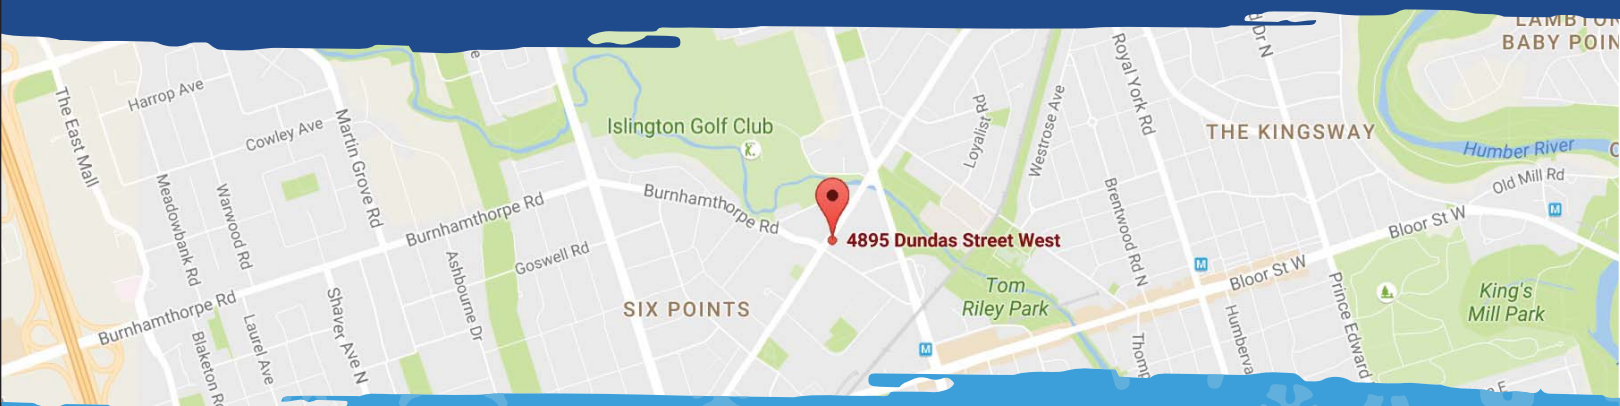 LAMBTON
BABY POIN
d Dr N
Royal York Rd
The East Mall
Harrop Ave
Cowley Ave
Martin Grove Rd
Islington Golf Club
Loyalist Rd
Westrose Ave
THE KINGSWAY
Humber River
Old Mill Rd
Meadowbank Rd
Warwood Rd
Burnhamthorpe Rd
Burnhamthorpe Rd
Brentwood Rd N
Bloor St W
4895 Dundas Street West
Goswell Rd
Ashbourne Dr
Bloor St W
Tom
Riley Park
King's
Mill Park
SIX POINTS
Burnhamthorpe Rd
Shaver Ave N
Laurel Ave
Blaketon R
Prince Edward
Humberva
Thomp
M
M
M